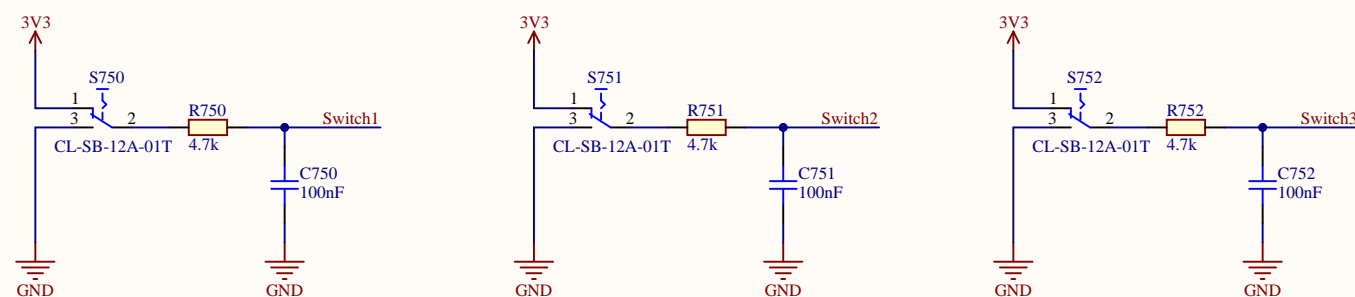 3V3
S750
1
3
2
R750
4.7k
CL-SB-12A-01T
Switch1
C750
100nF
GND
GND
3V3
S751
1
3
2
R751
4.7k
CL-SB-12A-01T
Switch2
C751
100nF
GND
GND
3V3
S752
1
3
2
R752
4.7k
CL-SB-12A-01T
Switch3
C752
100nF
GND
GND